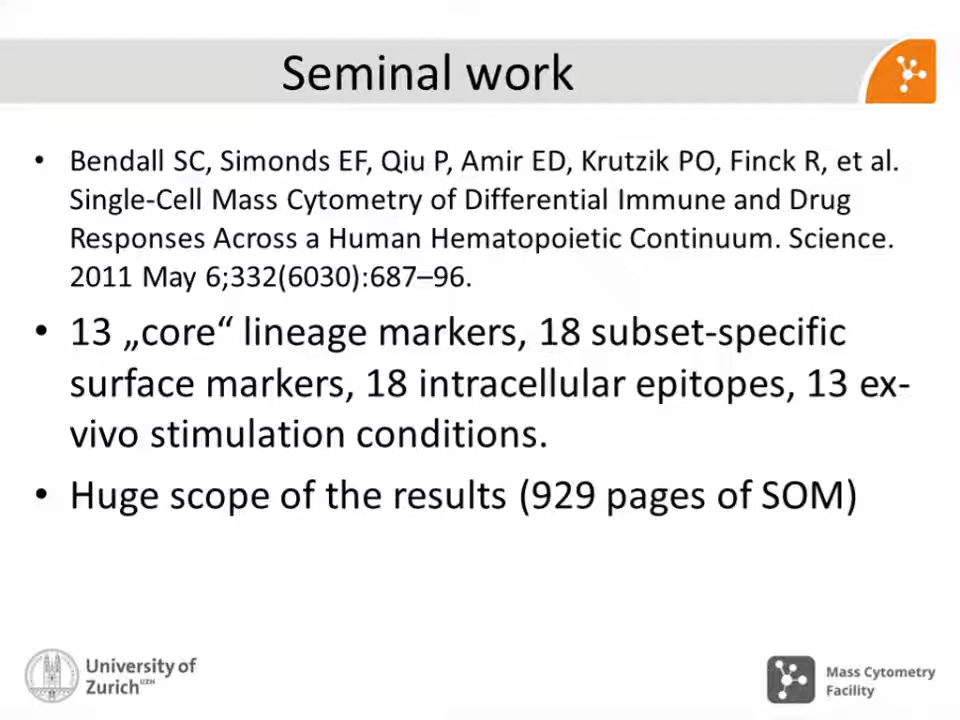 Seminal work
• Bendall SC, Simonds EF, Qiu P, Amir ED, Krutzik PO, Finck R, et al.
Single-Cell Mass Cytometry of Differential Immune and Drug
Responses Across a Human Hematopoietic Continuum. Science.
2011 May 6;332(6030):687–96.
• 13 „core“ lineage markers, 18 subset-specific
surface markers, 18 intracellular epitopes, 13 ex-
vivo stimulation conditions.
• Huge scope of the results (929 pages of SOM)
University of
Zurich UZH
Mass Cytometry
Facility